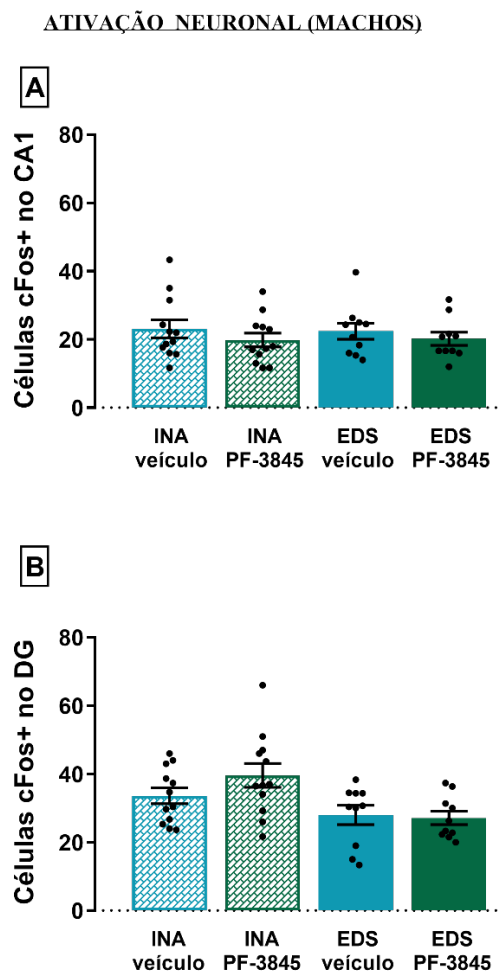 ATIVAÇÃO NEURONAL (MACHOS)
A
Células cFos+ no CA1
80
60
40
20
0
INA veículo
INA PF-3845
EDS veículo
EDS PF-3845
B
Células cFos+ no DG
80
60
40
20
0
INA veículo
INA PF-3845
EDS veículo
EDS PF-3845